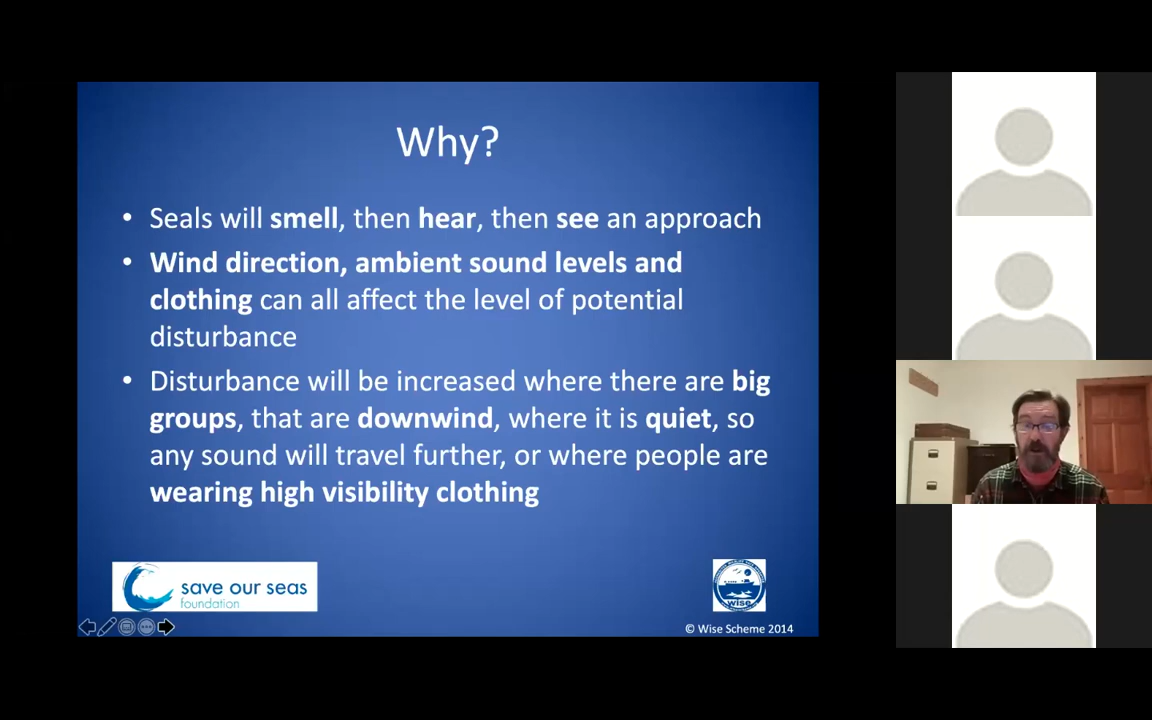 Why?
• Seals will smell, then hear, then see an approach
• Wind direction, ambient sound levels and
clothing can all affect the level of potential
disturbance
• Disturbance will be increased where there are big
groups, that are downwind, where it is quiet, so
any sound will travel further, or where people are
wearing high visibility clothing
save our seas
foundation
wise
© Wise Scheme 2014